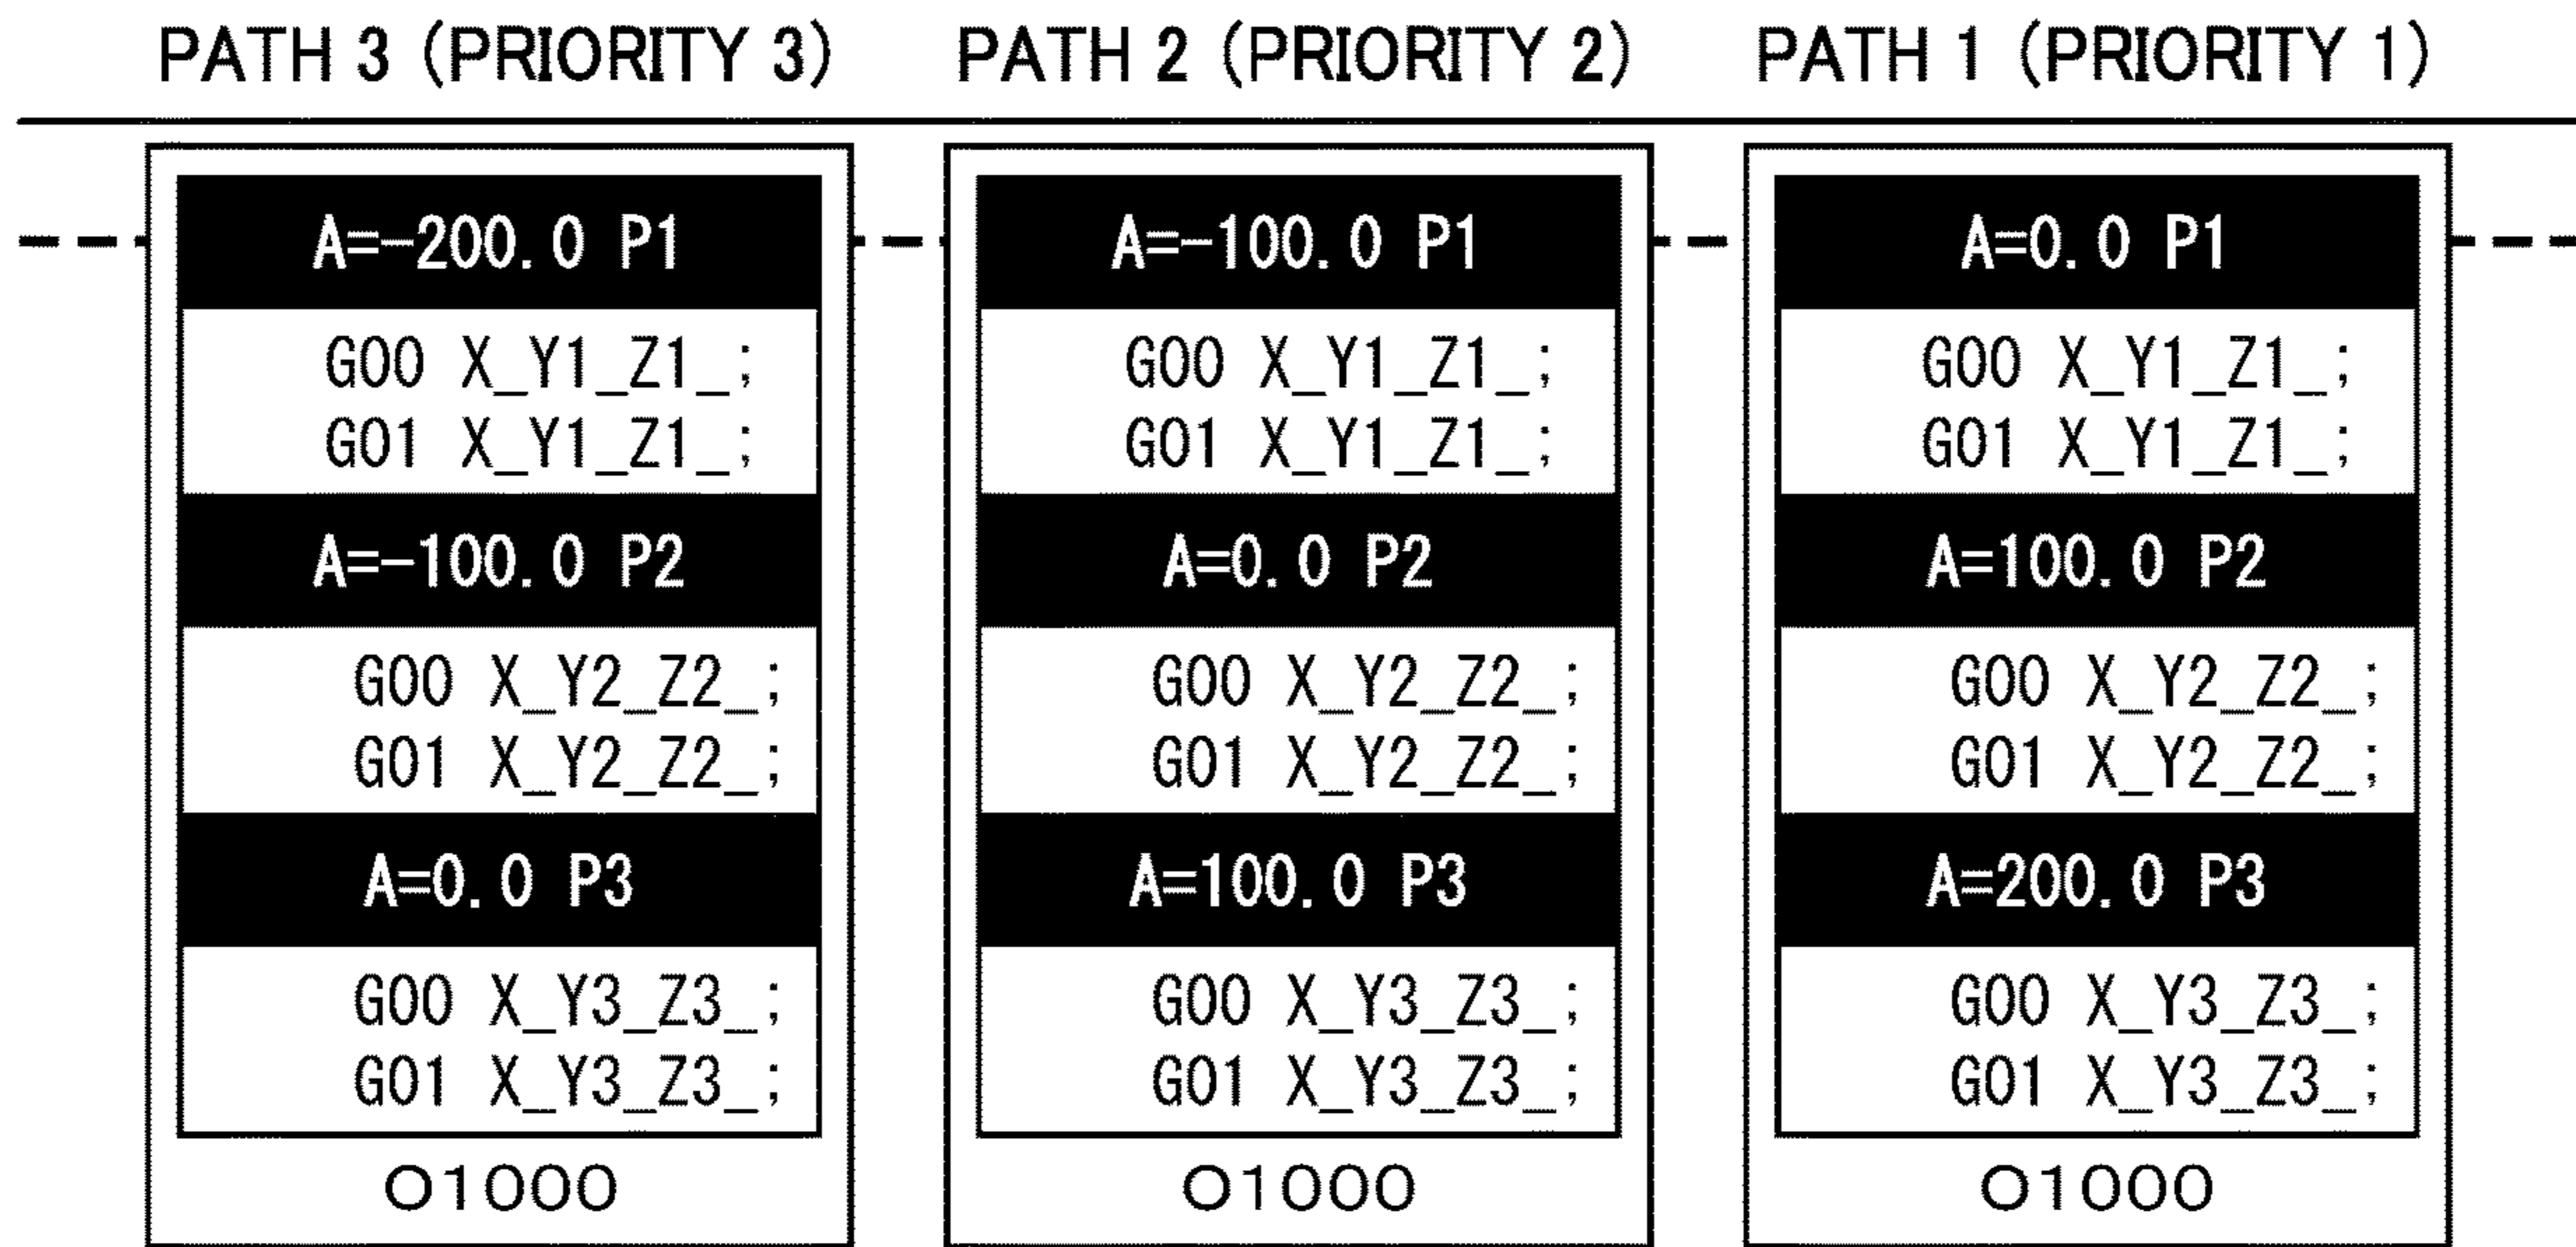 PATH 3 (PRIORITY 3)
A=-200.0 P1
G00 X_Y1_Z1_;
G01 X_Y1_Z1_;
A=-100.0 P2
G00 X_Y2_Z2_;
G01 X_Y2_Z2_;
A=0.0 P3
G00 X_Y3_Z3_;
G01 X_Y3_Z3_;
O1000
PATH 2 (PRIORITY 2)
A=-100.0 P1
G00 X_Y1_Z1_;
G01 X_Y1_Z1_;
A=0.0 P2
G00 X_Y2_Z2_;
G01 X_Y2_Z2_;
A=100.0 P3
G00 X_Y3_Z3_;
G01 X_Y3_Z3_;
O1000
PATH 1 (PRIORITY 1)
A=0.0 P1
G00 X_Y1_Z1_;
G01 X_Y1_Z1_;
A=100.0 P2
G00 X_Y2_Z2_;
G01 X_Y2_Z2_;
A=200.0 P3
G00 X_Y3_Z3_;
G01 X_Y3_Z3_;
O1000